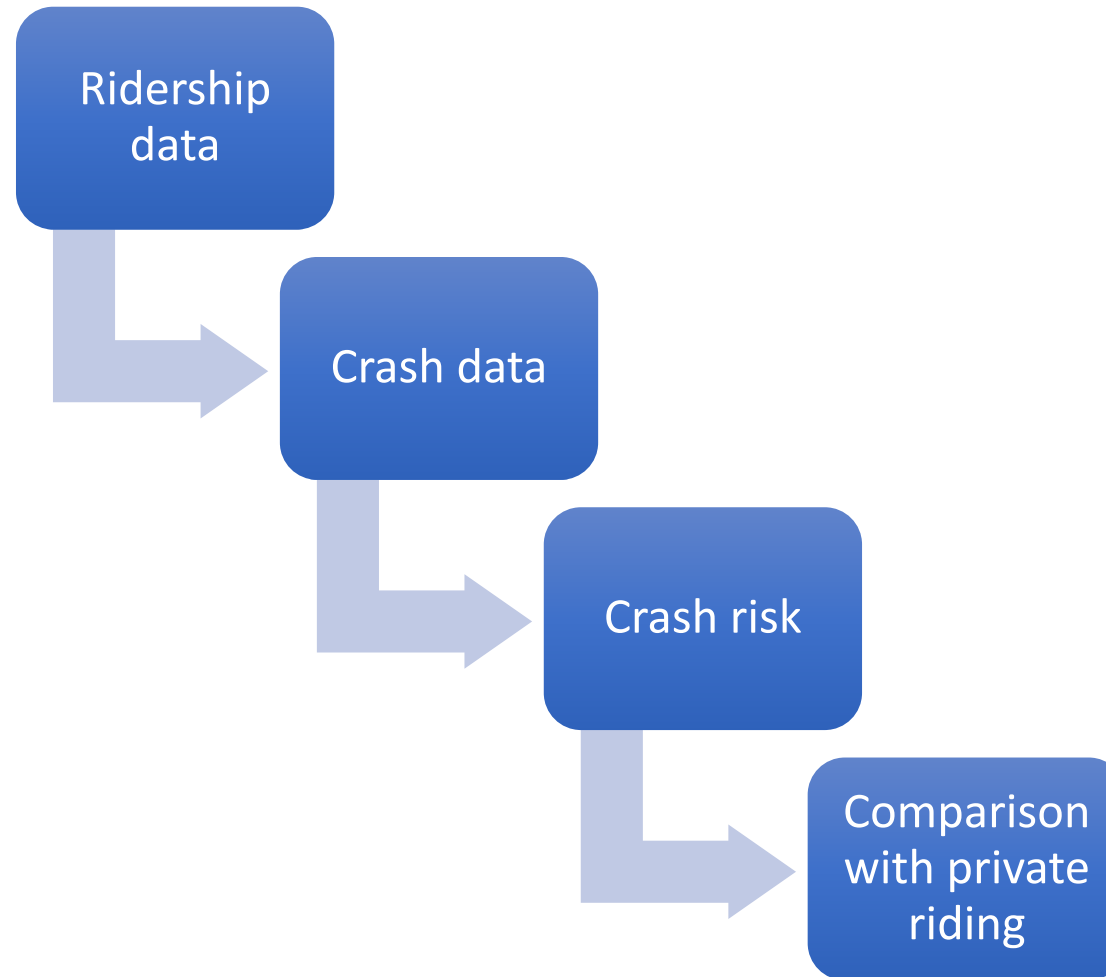 Ridership
data
Crash data
Crash risk
Comparison
with private
riding